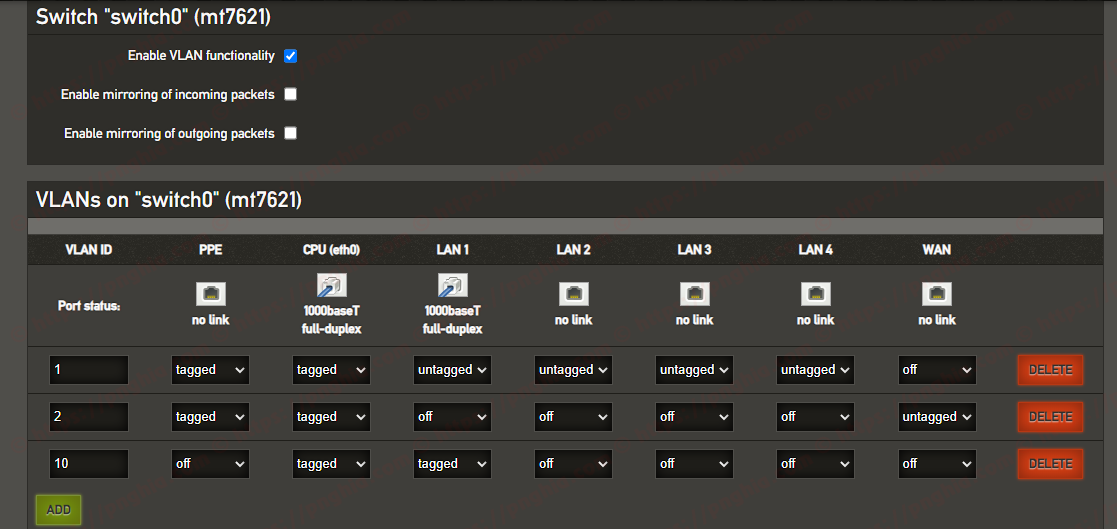 Switch "switch0" (mt7621)
Enable VLAN functionality
Enable mirroring of incoming packets
Enable mirroring of outgoing packets
VLANs on "switch0" (mt7621)
VLAN ID PPE CPU (eth0) LAN 1 LAN 2 LAN 3 LAN 4 WAN
Port status: no link 1000baseT full-duplex 1000baseT full-duplex no link no link no link no link
1 tagged tagged untagged untagged untagged untagged off DELETE
2 tagged tagged off off off off untagged DELETE
10 off tagged tagged off off off off DELETE
ADD